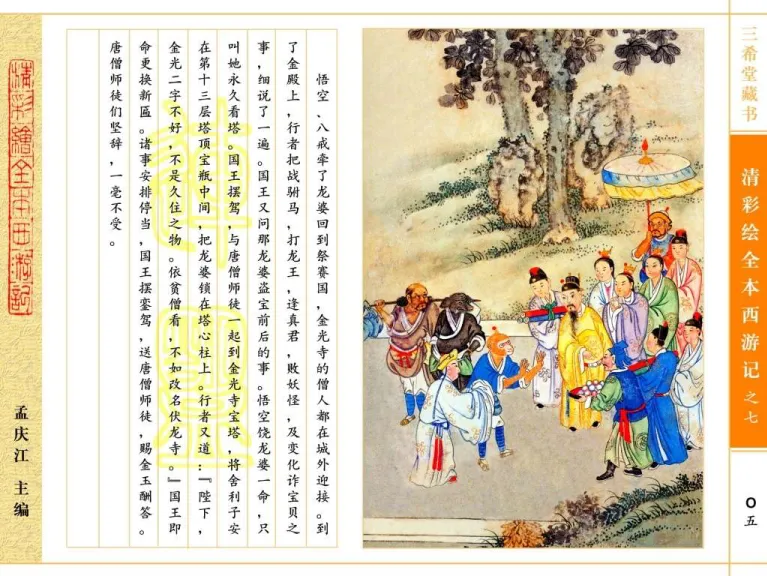 三希堂藏书
清彩绘全本西游记之七
〇五
悟空、八戒牵了龙婆回到祭赛国，金光寺的僧人都在城外迎接。到
了金殿上，行者把战驸马，打龙王，逢真君，败妖怪，及变化诈宝贝之
事，细说了一遍。国王又问那龙婆盗宝前后的事。悟空饶龙婆一命，只
叫她永久看塔。国王摆驾，与唐僧师徒一起到金光寺宝塔，将舍利子安
在第十三层塔顶宝瓶中间，把龙婆锁在塔心柱上。行者又道：『陛下，
金光二字不好，不是久住之物。依贫僧看，不如改名伏龙寺。』国王即
命更换新匾。诸事安排停当，国王摆銮驾，送唐僧师徒，赐金玉酬答。
唐僧师徒们坚辞，一毫不受。
清彩繪全本西游記
孟庆江 主编